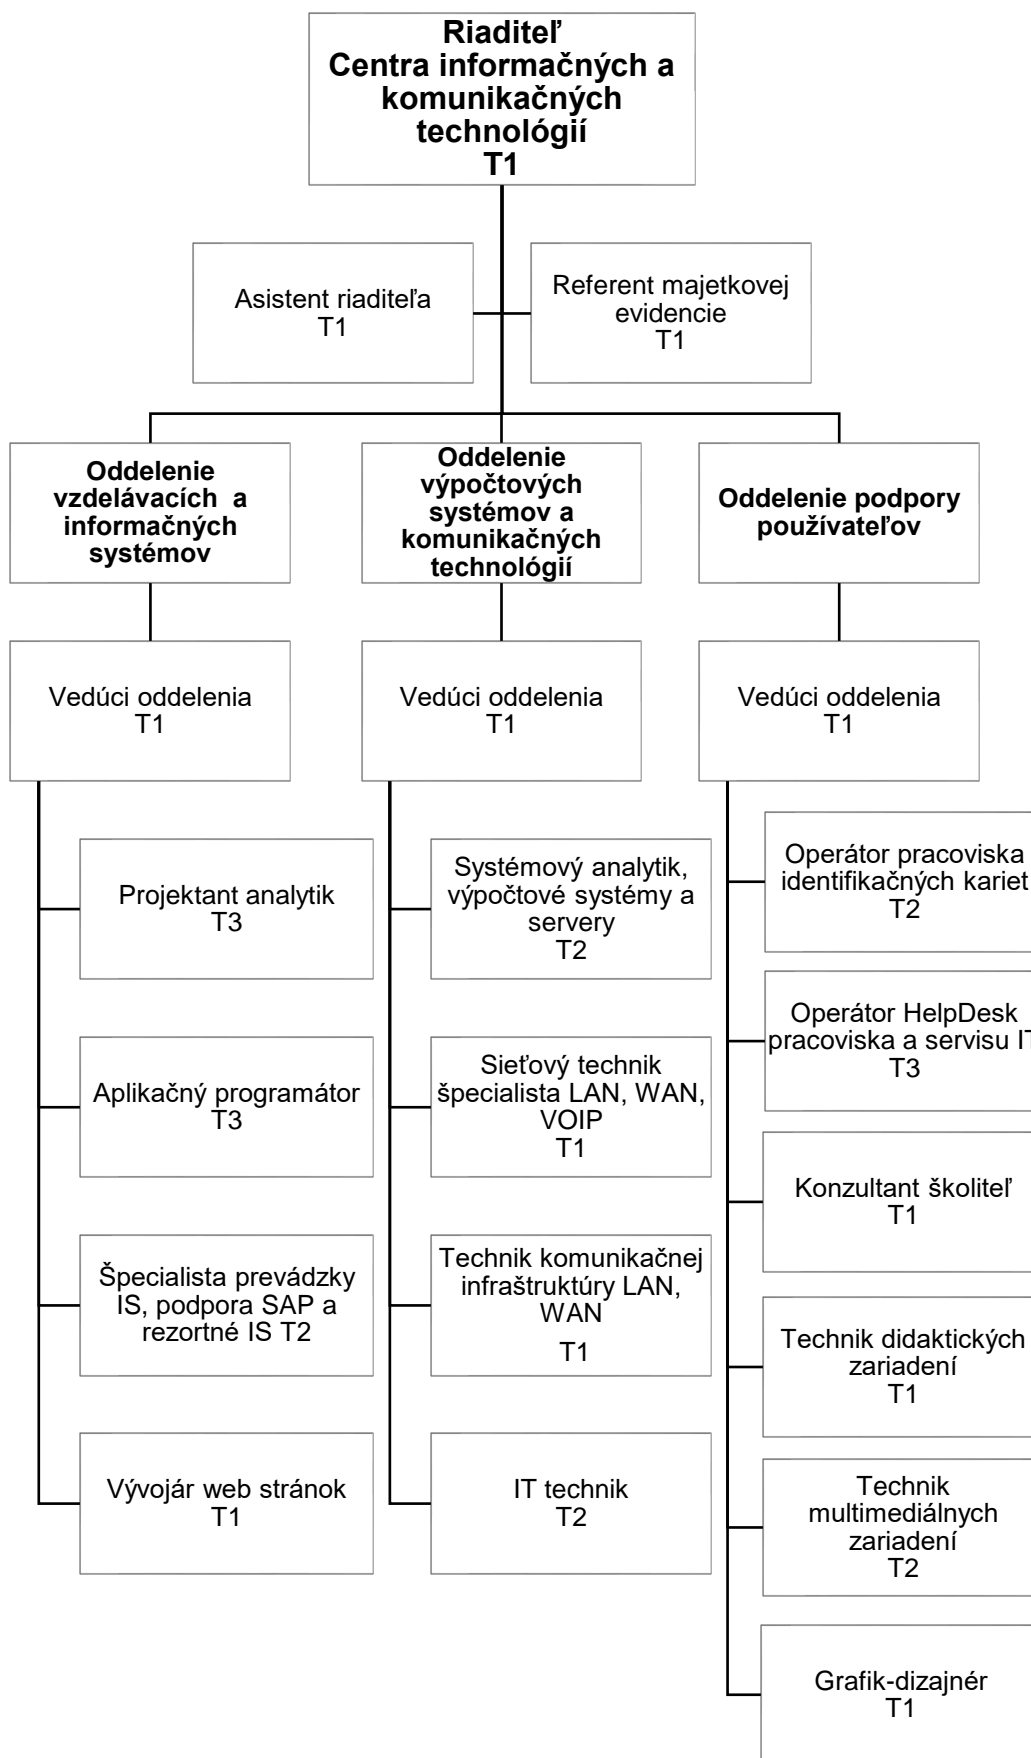 Riaditeľ
Centra informačných a
komunikačných
technológií
T1
Asistent riaditeľa
T1
Referent majetkovej
evidencie
T1
Oddelenie
vzdelávacích  a
informačných
systémov
Oddelenie
výpočtových
systémov a
komunikačných
technológií
Oddelenie podpory
používateľov
Vedúci oddelenia
T1
Vedúci oddelenia
T1
Vedúci oddelenia
T1
Projektant analytik
T3
Aplikačný programátor
T3
Špecialista prevádzky
IS, podpora SAP a
rezortné IS T2
Vývojár web stránok
T1
Systémový analytik,
výpočtové systémy a
servery
T2
Sieťový technik
špecialista LAN, WAN,
VOIP
T1
Technik komunikačnej
infraštruktúry LAN,
WAN
T1
IT technik
T2
Operátor pracoviska
identifikačných kariet
T2
Operátor HelpDesk
pracoviska a servisu IT
T3
Konzultant školiteľ
T1
Technik didaktických
zariadení
T1
Technik
multimediálnych
zariadení
T2
Grafik-dizajnér
T1